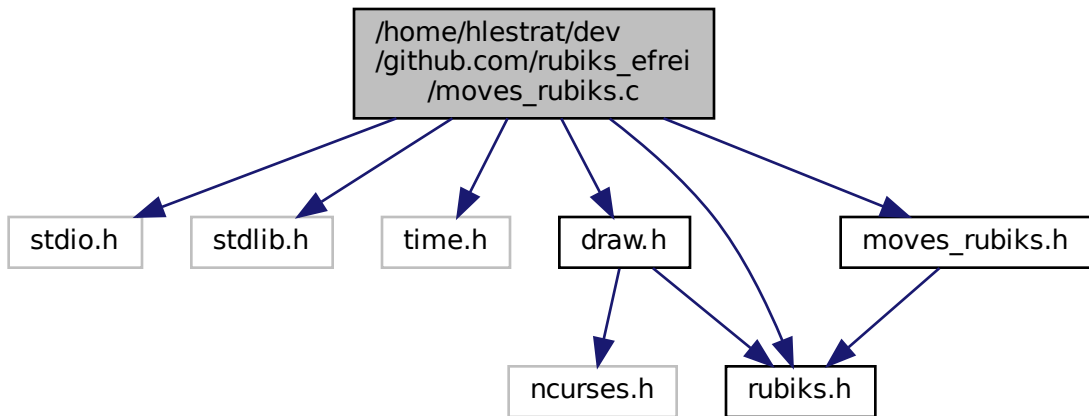 /home/hlestrat/dev
/github.com/rubiks_efrei
/moves_rubiks.c
stdio.h
stdlib.h
time.h
draw.h
moves_rubiks.h
ncurses.h
rubiks.h